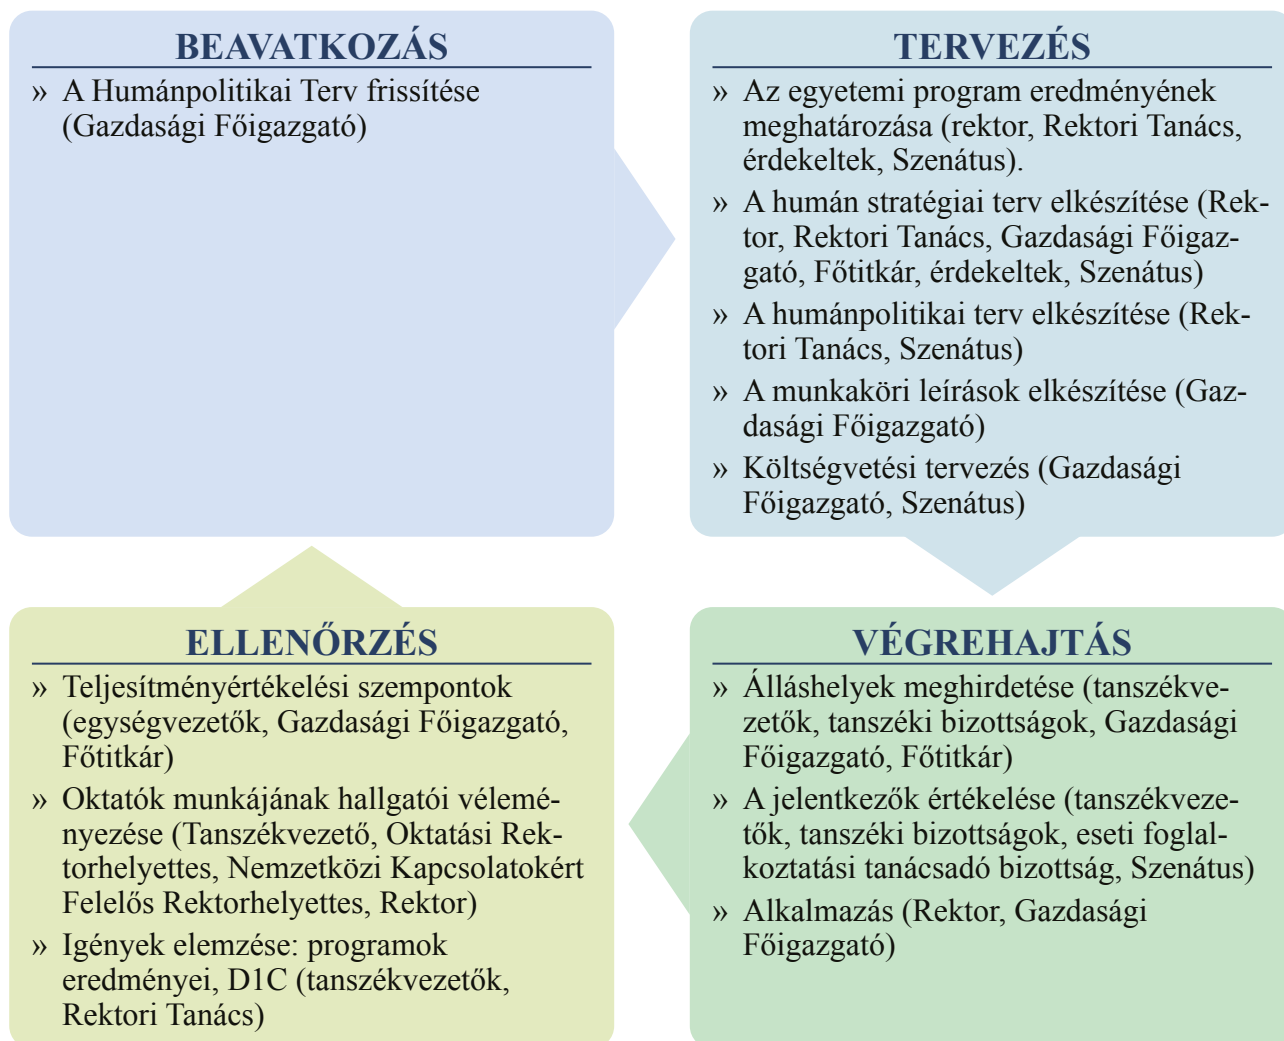 BEAVATKOZÁS
» A Humánpolitikai Terv frissítése
(Gazdasági Főigazgató)
TERVEZÉS
» Az egyetemi program eredményének
meghatározása (rektor, Rektori Tanács,
érdekeltek, Szenátus).
» A humán stratégiai terv elkészítése (Rek-
tor, Rektori Tanács, Gazdasági Főigaz-
gató, Főtitkár, érdekeltek, Szenátus)
» A humánpolitikai terv elkészítése (Rek-
tori Tanács, Szenátus)
» A munkaköri leírások elkészítése (Gaz-
dasági Főigazgató)
» Költségvetési tervezés (Gazdasági
Főigazgató, Szenátus)
ELLENŐRZÉS
» Teljesítményértékelési szempontok
(egységvezetők, Gazdasági Főigazgató,
Főtitkár)
» Oktatók munkájának hallgatói vélemé-
nyezése (Tanszékvezető, Oktatási Rek-
torhelyettes, Nemzetközi Kapcsolatokért
Felelős Rektorhelyettes, Rektor)
» Igények elemzése: programok
eredményei, D1C (tanszékvezetők,
Rektori Tanács)
VÉGREHAJTÁS
» Álláshelyek meghirdetése (tanszékve-
zetők, tanszéki bizottságok, Gazdasági
Főigazgató, Főtitkár)
» A jelentkezők értékelése (tanszékveze-
tők, tanszéki bizottságok, eseti foglal-
koztatási tanácsadó bizottság, Szenátus)
» Alkalmazás (Rektor, Gazdasági
Főigazgató)